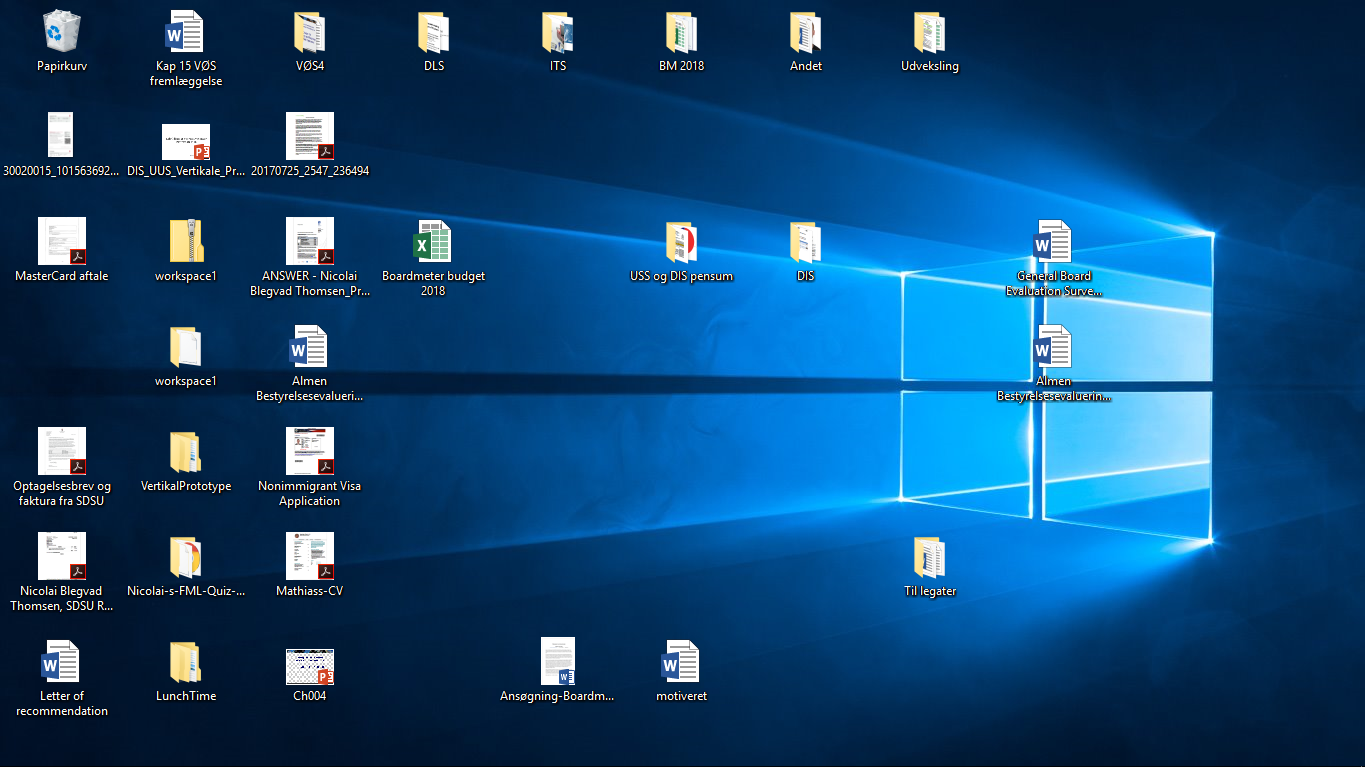 Papirkurv
Kap 15 VØS
fremlæggelse
VØS4
DLS
ITS
BM 2018
Andet
Udveksling
30020015_101563692...
DIS_UUS_Vertikale_Pr...
20170725_2547_236494
MasterCard aftale
workspace1
ANSWER - Nicolai
Blegvad Thomsen_Pr...
Boardmeter budget
2018
USS og DIS pensum
DIS
General Board
Evaluation Surve...
workspace1
Almen
Bestyrelsesevalueri...
Almen
Bestyrelsesevaluerin...
Optagelsesbrev og
faktura fra SDSU
VertikalPrototype
Nonimmigrant Visa
Application
Nicolai Blegvad
Thomsen, SDSU R...
Nicolai-s-FML-Quiz-...
Mathiass-CV
Til legater
Letter of
recommendation
LunchTime
Ch004
Ansøgning-Boardm...
motiveret